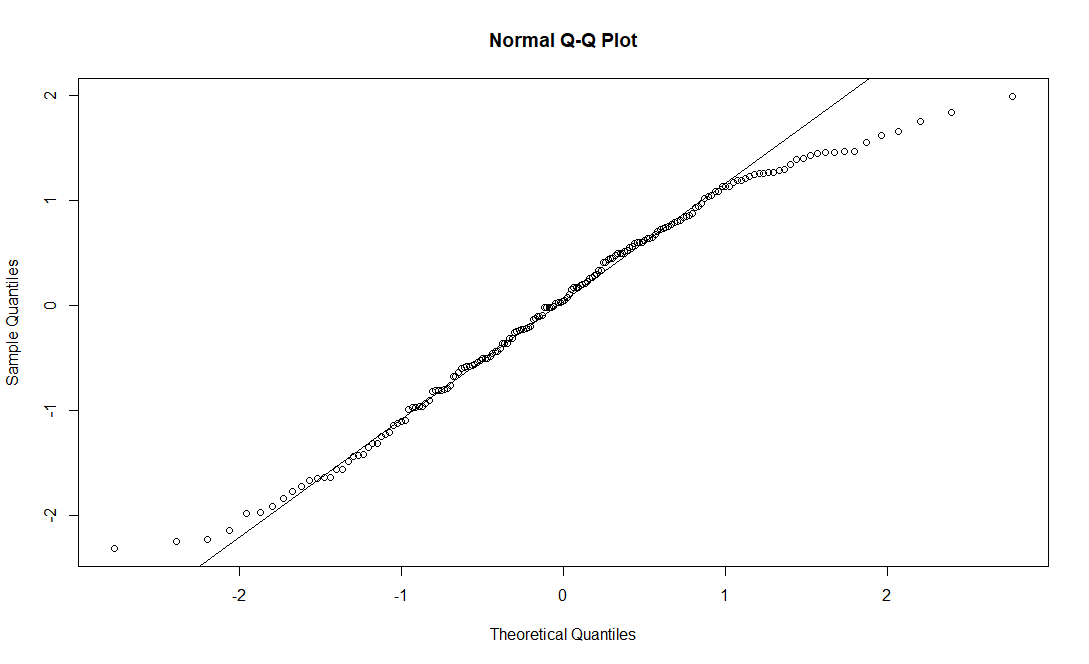 Normal Q-Q Plot
2
1
0
-1
-2
Sample Quantiles
-2 -1 0 1 2
Theoretical Quantiles